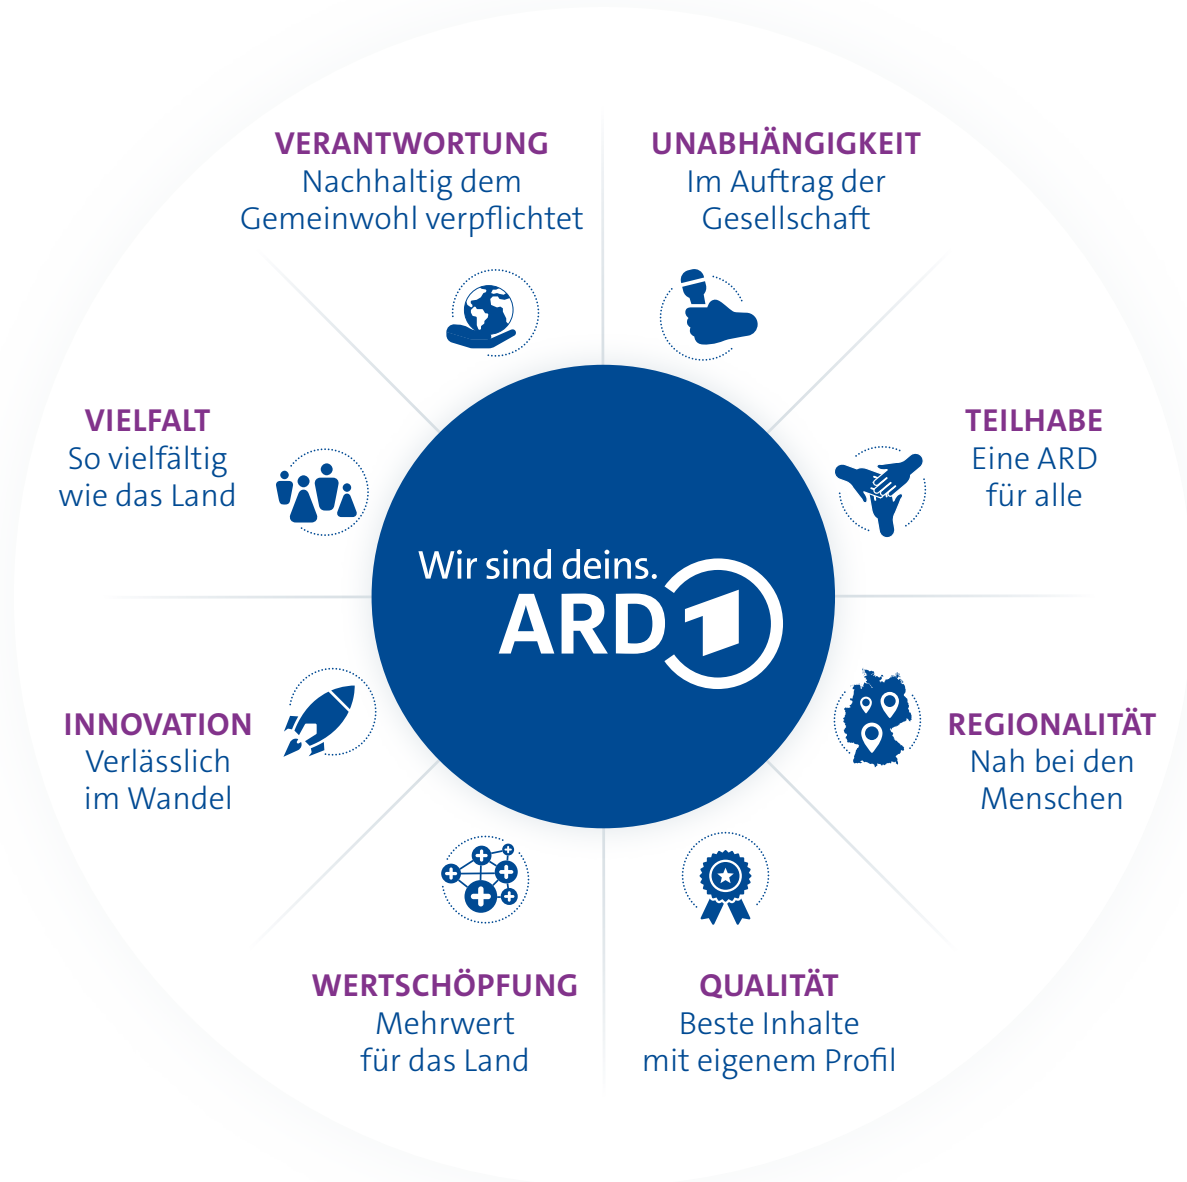 VERANTWORTUNG
Nachhaltig dem
Gemeinwohl verpflichtet
UNABHÄNGIGKEIT
Im Auftrag der
Gesellschaft
VIELFALT
So vielfältig
wie das Land
TEILHABE
Eine ARD
für alle
Wir sind deins.
ARD 1
INNOVATION
Verlässlich
im Wandel
REGIONALITÄT
Nah bei den
Menschen
WERTSCHÖPFUNG
Mehrwert
für das Land
QUALITÄT
Beste Inhalte
mit eigenem Profil